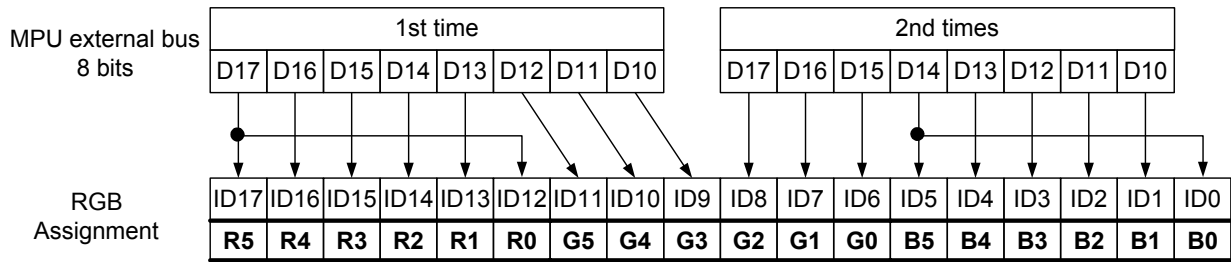 MPU external bus
8 bits
1st time
2nd times
D17 D16 D15 D14 D13 D12 D11 D10
D17 D16 D15 D14 D13 D12 D11 D10
RGB
Assignment
ID17 ID16 ID15 ID14 ID13 ID12 ID11 ID10 ID9 ID8 ID7 ID6 ID5 ID4 ID3 ID2 ID1 ID0
R5 R4 R3 R2 R1 R0 G5 G4 G3 G2 G1 G0 B5 B4 B3 B2 B1 B0